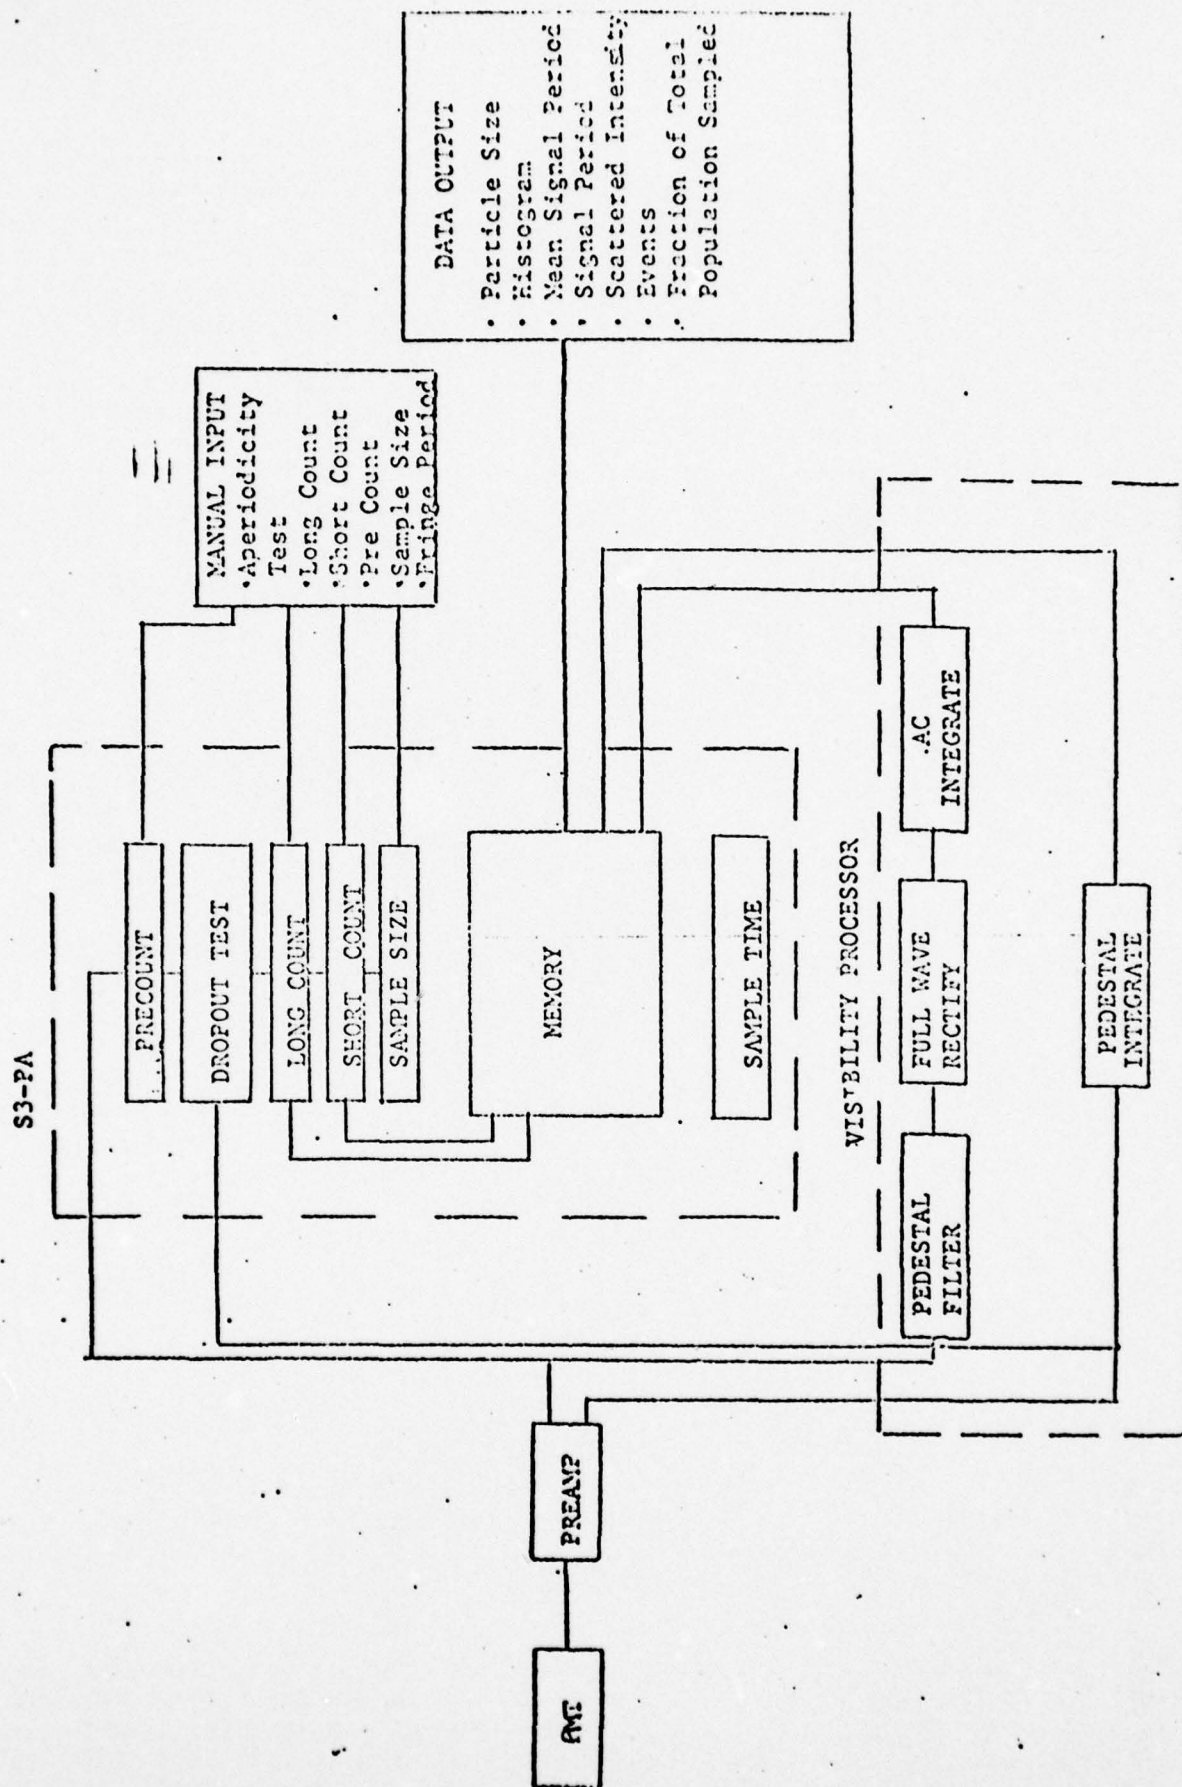 S3-PA
PRECOUNT
DROPOUT TEST
LONG COUNT
SHORT COUNT
SAMPLE SIZE
MEMORY
SAMPLE TIME
MANUAL INPUT
·Aperiodicity
Test
·Long Count
·Short Count
·Pre Count
·Sample Size
·Fringe Period
DATA OUTPUT
· Particle Size
· Histogram
· Mean Signal Period
· Signal Period
· Scattered Intensity
· Events
· Fraction of Total
Population Sampled
PMT
PREAMP
VISIBILITY PROCESSOR
PEDESTAL
FILTER
FULL WAVE
RECTIFY
AC
INTEGRATE
PEDESTAL
INTEGRATE